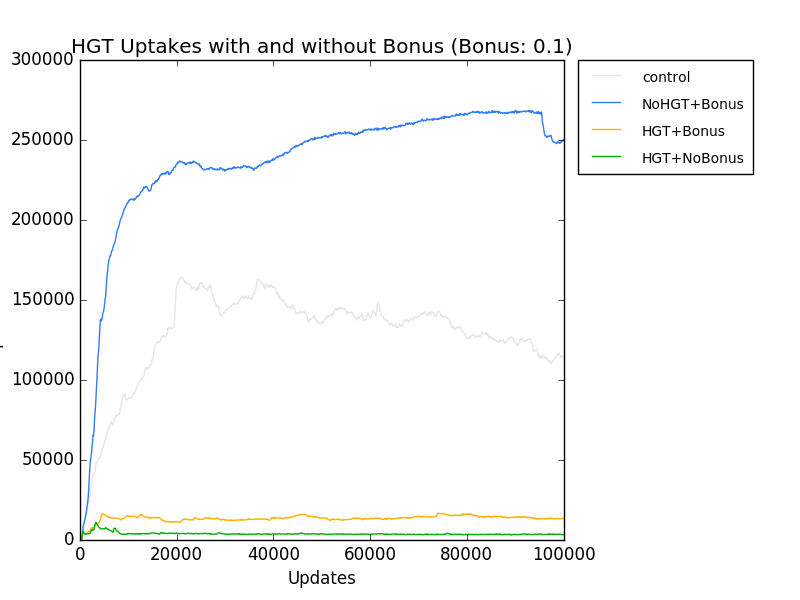 HGT Uptakes with and without Bonus (Bonus: 0.1)
300000
250000
200000
150000
100000
50000
0
0 20000 40000 60000 80000 100000
Updates
control
NoHGT+Bonus
HGT+Bonus
HGT+NoBonus